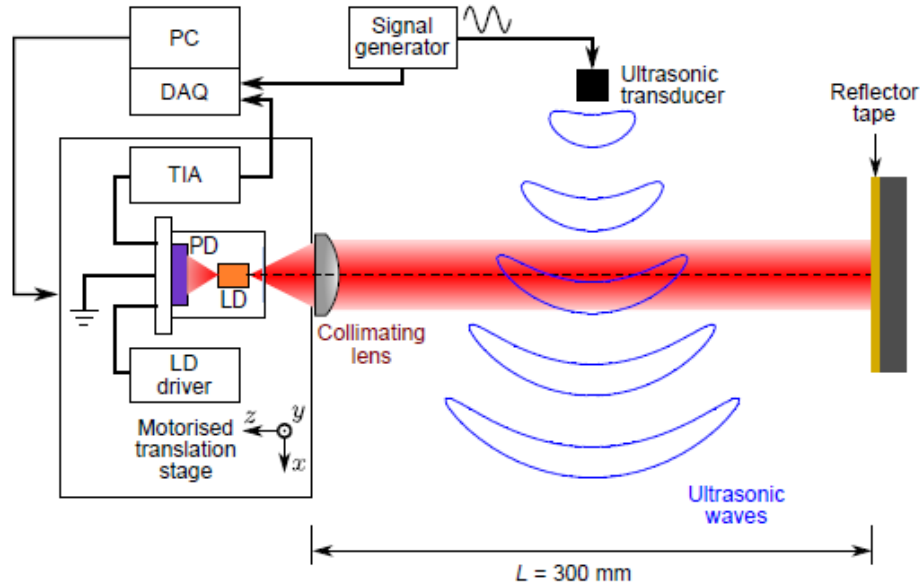 PC
DAQ
Signal
generator
Ultrasonic
transducer
Reflector
tape
TIA
PD
LD
Collimating
lens
LD
driver
Motorised
translation
stage
z
y
x
Ultrasonic
waves
L = 300 mm